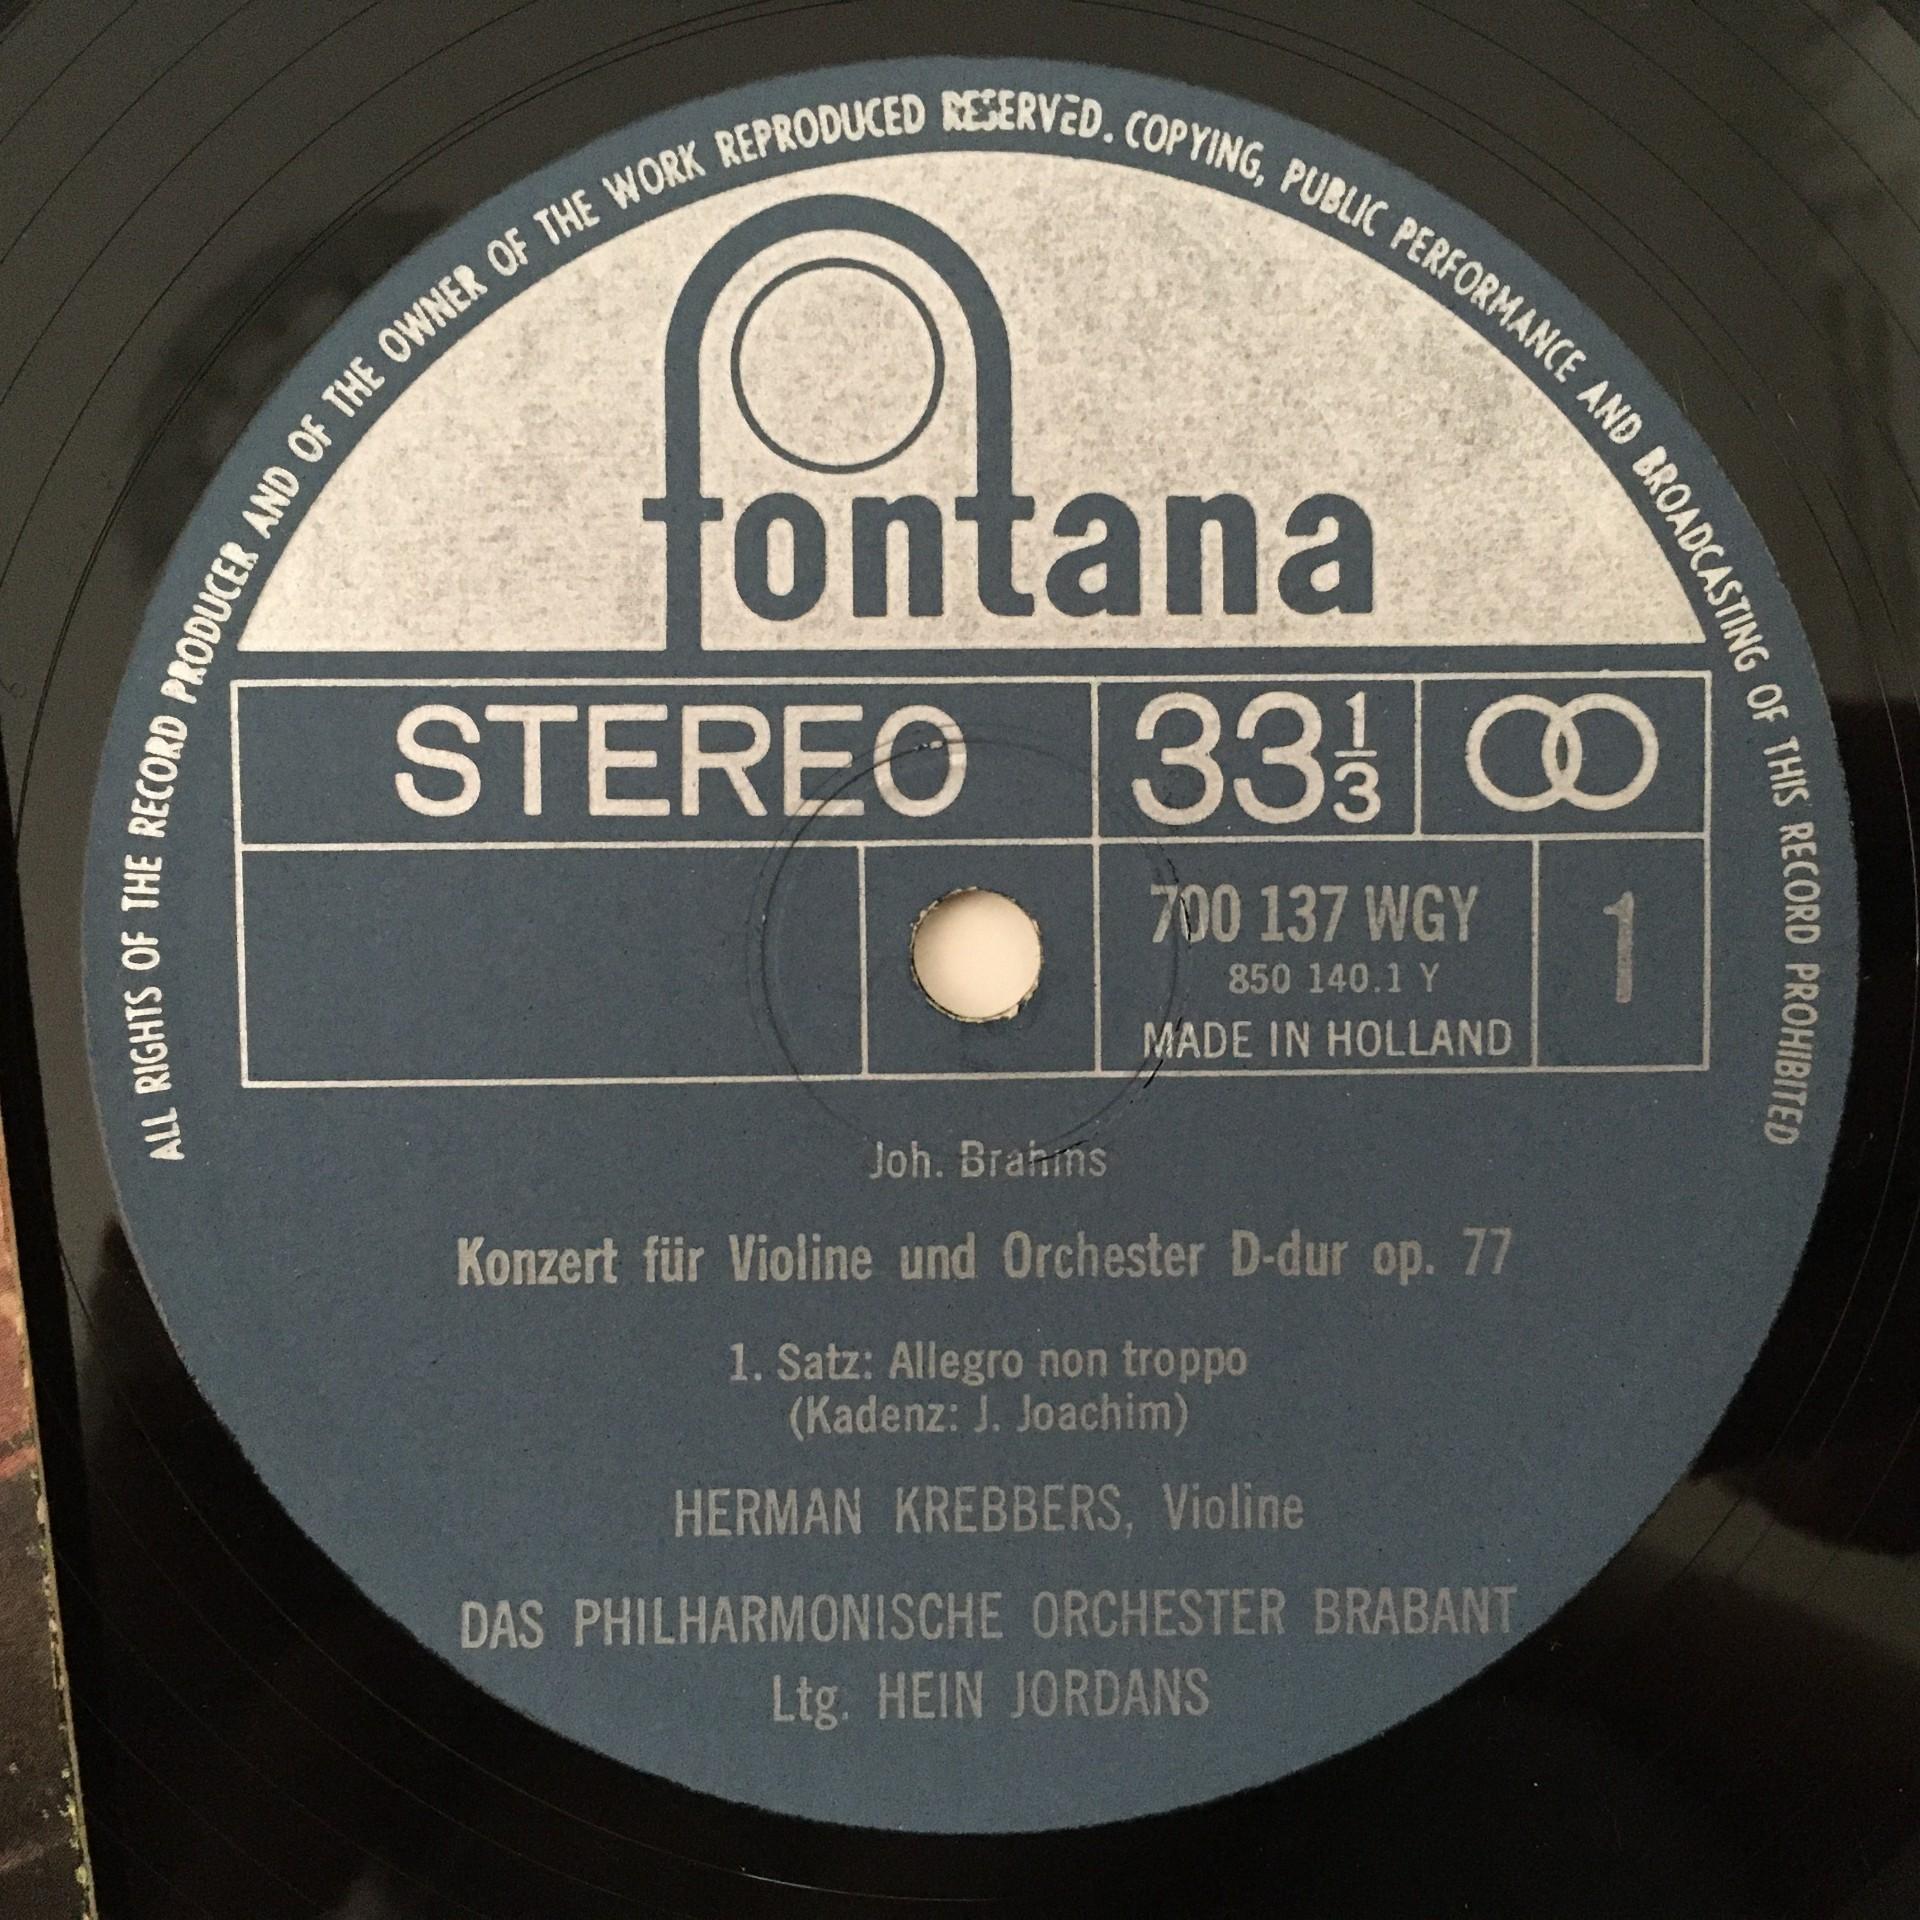 ALL RIGHTS OF THE RECORD PRODUCER AND OF THE OWNER OF THE WORK REPRODUCED RESERVED. COPYING, PUBLIC PERFORMANCE AND BROADCASTING OF THIS RECORD PROHIBITED
fontana
STEREO 33 1/3
700 137 WGY 1
850 140.1 Y
MADE IN HOLLAND
Joh. Brahms
Konzert für Violine und Orchester D-dur op. 77
1. Satz: Allegro non troppo
(Kadenz: J. Joachim)
HERMAN KREBBERS, Violine
DAS PHILHARMONISCHE ORCHESTER BRABANT
Ltg. HEIN JORDANS